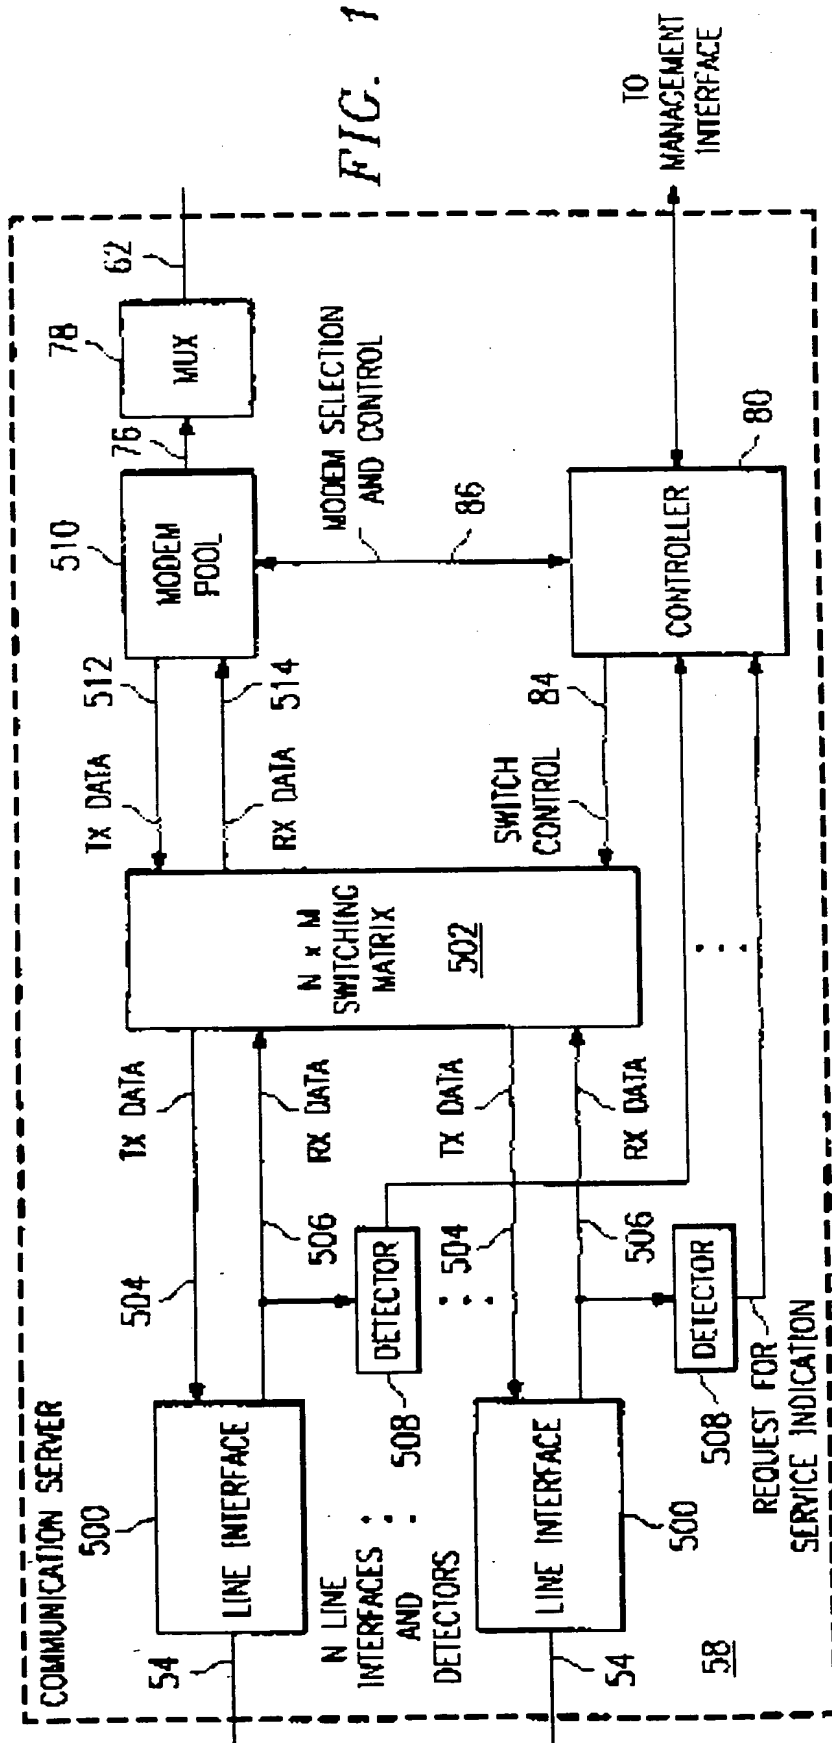 COMMUNICATION SERVER
54
500
LINE INTERFACE
504
TX DATA
506
RX DATA
DETECTOR
508
N LINE
INTERFACES
AND
DETECTORS
54
LINE INTERFACE
500
504
TX DATA
506
RX DATA
DETECTOR
508
REQUEST FOR
SERVICE INDICATION
58
N x M
SWITCHING
MATRIX
502
TX DATA
512
RX DATA
514
SWITCH
CONTROL
84
510
MODEM
POOL
76
78
MUX
62
MODEM SELECTION
AND CONTROL
86
CONTROLLER
80
TO
MANAGEMENT
INTERFACE
FIG. 1